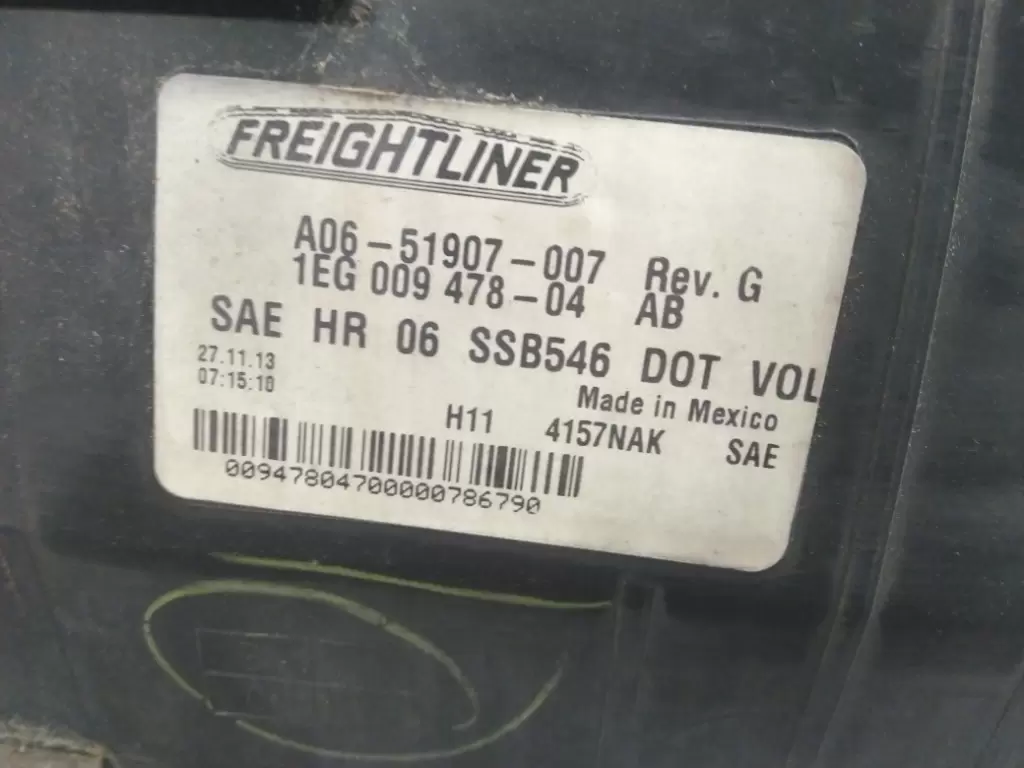 FREIGHTLINER
A06-51907-007 Rev. G
1EG 009 478-04 AB
SAE HR 06 SSB546 DOT VOL
27.11.13
07:15:10
Made in Mexico
H11 4157NAK SAE
00947804700000786790